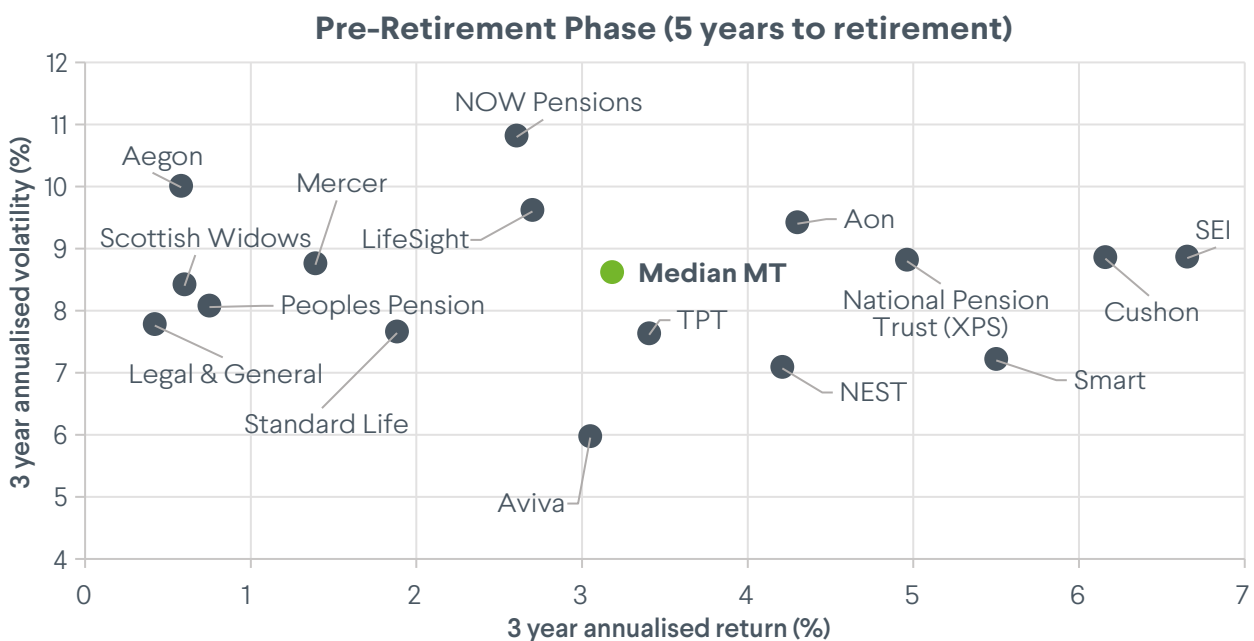 Pre-Retirement Phase (5 years to retirement)
3 year annualised volatility (%)
12
11
10
9
8
7
6
5
4
NOW Pensions
Aegon
Mercer
Scottish Widows
LifeSight
Aon
SEI
Median MT
Peoples Pension
National Pension
Trust (XPS)
Cushon
TPT
Legal & General
Smart
NEST
Standard Life
Aviva
0
1
2
3
4
5
6
7
3 year annualised return (%)